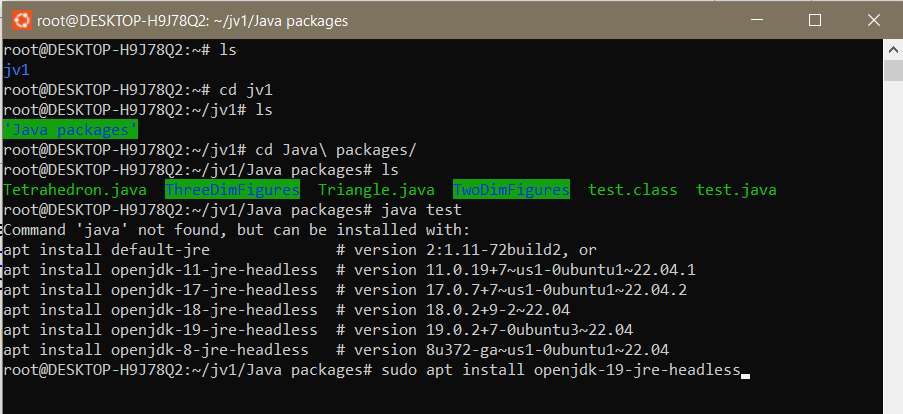 root@DESKTOP-H9J78Q2: ~/jv1/Java packages
root@DESKTOP-H9J78Q2:~# ls
jv1
root@DESKTOP-H9J78Q2:~# cd jv1
root@DESKTOP-H9J78Q2:~/jv1# ls
'Java packages'
root@DESKTOP-H9J78Q2:~/jv1# cd Java\ packages/
root@DESKTOP-H9J78Q2:~/jv1/Java packages# ls
Tetrahedron.java  ThreeDimFigures  Triangle.java  TwoDimFigures  test.class  test.java
root@DESKTOP-H9J78Q2:~/jv1/Java packages# java test
Command 'java' not found, but can be installed with:
apt install default-jre              # version 2:1.11-72build2, or
apt install openjdk-11-jre-headless  # version 11.0.19+7~us1-0ubuntu1~22.04.1
apt install openjdk-17-jre-headless  # version 17.0.7+7~us1-0ubuntu1~22.04.2
apt install openjdk-18-jre-headless  # version 18.0.2+9-2~22.04
apt install openjdk-19-jre-headless  # version 19.0.2+7-0ubuntu3~22.04
apt install openjdk-8-jre-headless   # version 8u372-ga~us1-0ubuntu1~22.04
root@DESKTOP-H9J78Q2:~/jv1/Java packages# sudo apt install openjdk-19-jre-headless